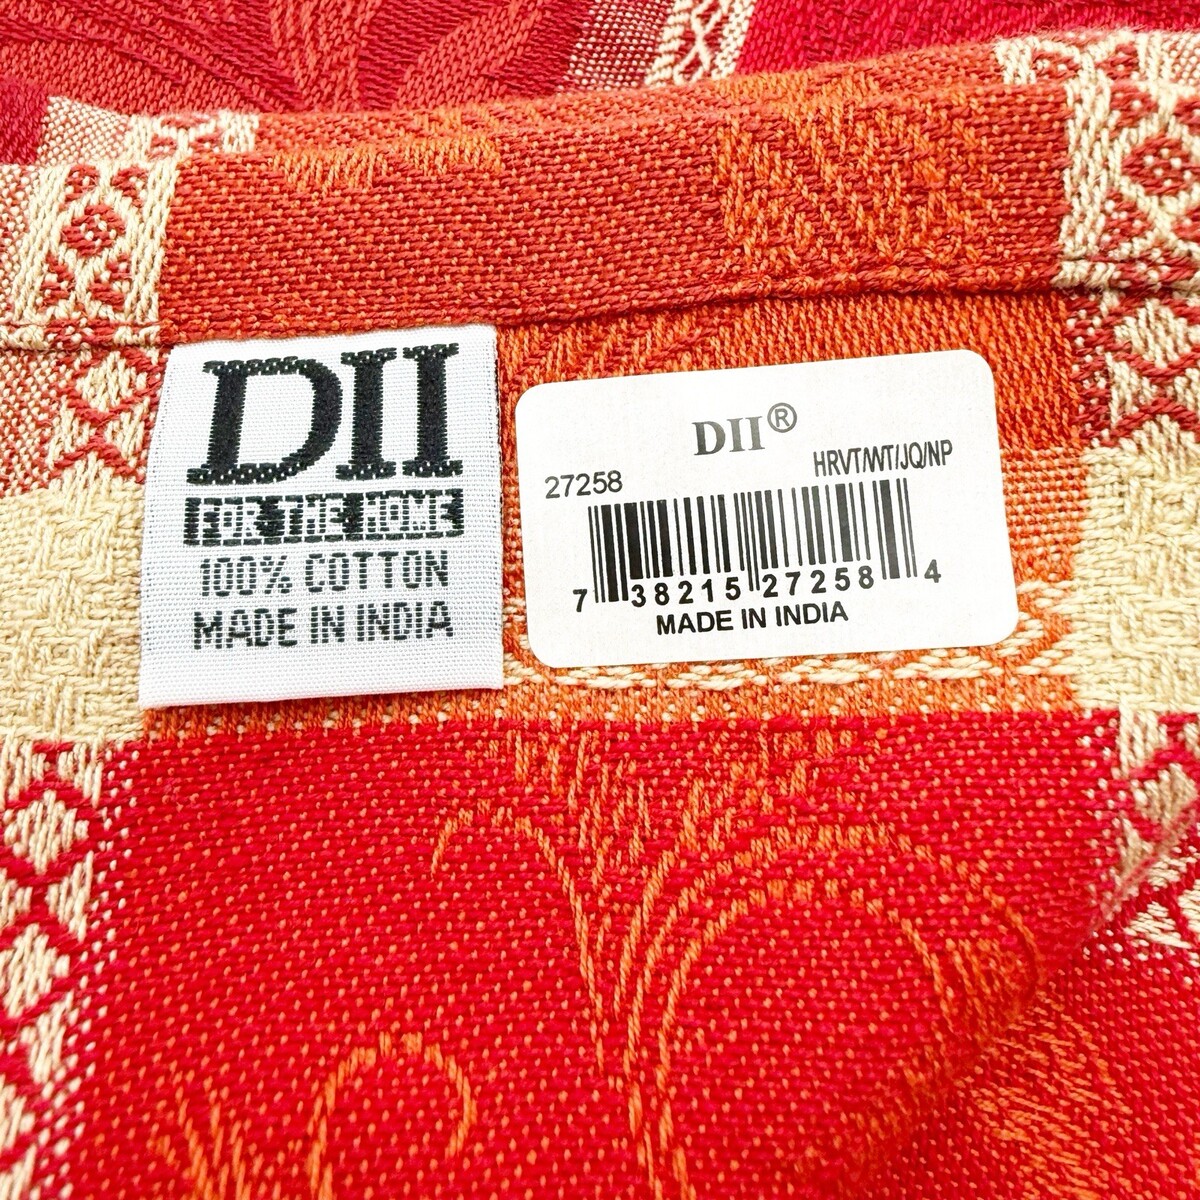 DII
FOR THE HOME
100% COTTON
MADE IN INDIA
DII®
27258
HRVT/WT/JQ/NP
7 38215 27258 4
MADE IN INDIA